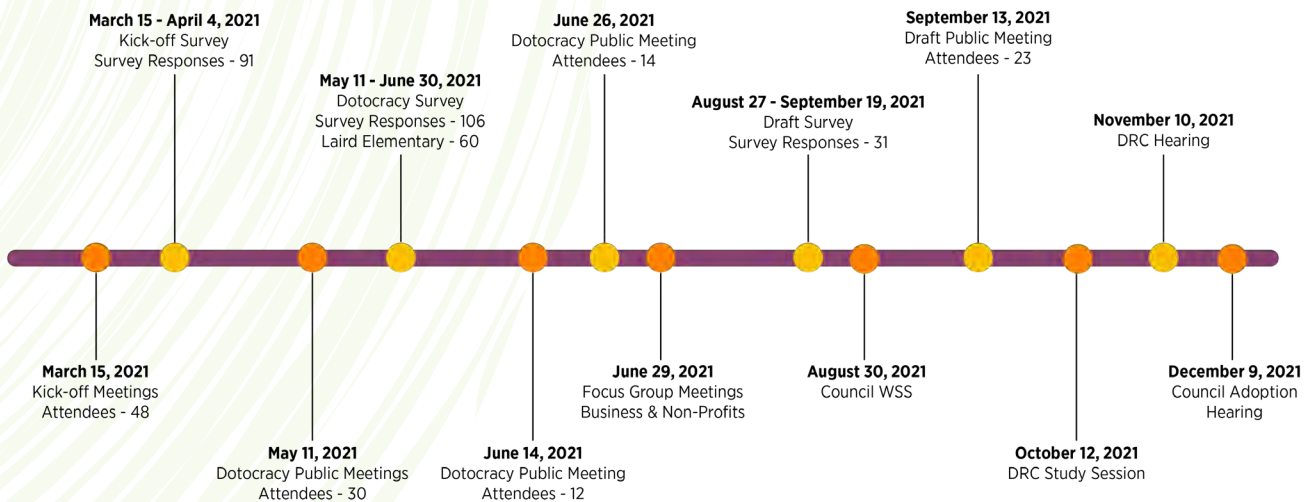 March 15 - April 4, 2021
Kick-off Survey
Survey Responses - 91
May 11 - June 30, 2021
Dotocracy Survey
Survey Responses - 106
Laird Elementary - 60
June 26, 2021
Dotocracy Public Meeting
Attendees - 14
August 27 - September 19, 2021
Draft Survey
Survey Responses - 31
September 13, 2021
Draft Public Meeting
Attendees - 23
November 10, 2021
DRC Hearing
March 15, 2021
Kick-off Meetings
Attendees - 48
May 11, 2021
Dotocracy Public Meetings
Attendees - 30
June 14, 2021
Dotocracy Public Meeting
Attendees - 12
June 29, 2021
Focus Group Meetings
Business & Non-Profits
August 30, 2021
Council WSS
October 12, 2021
DRC Study Session
December 9, 2021
Council Adoption
Hearing